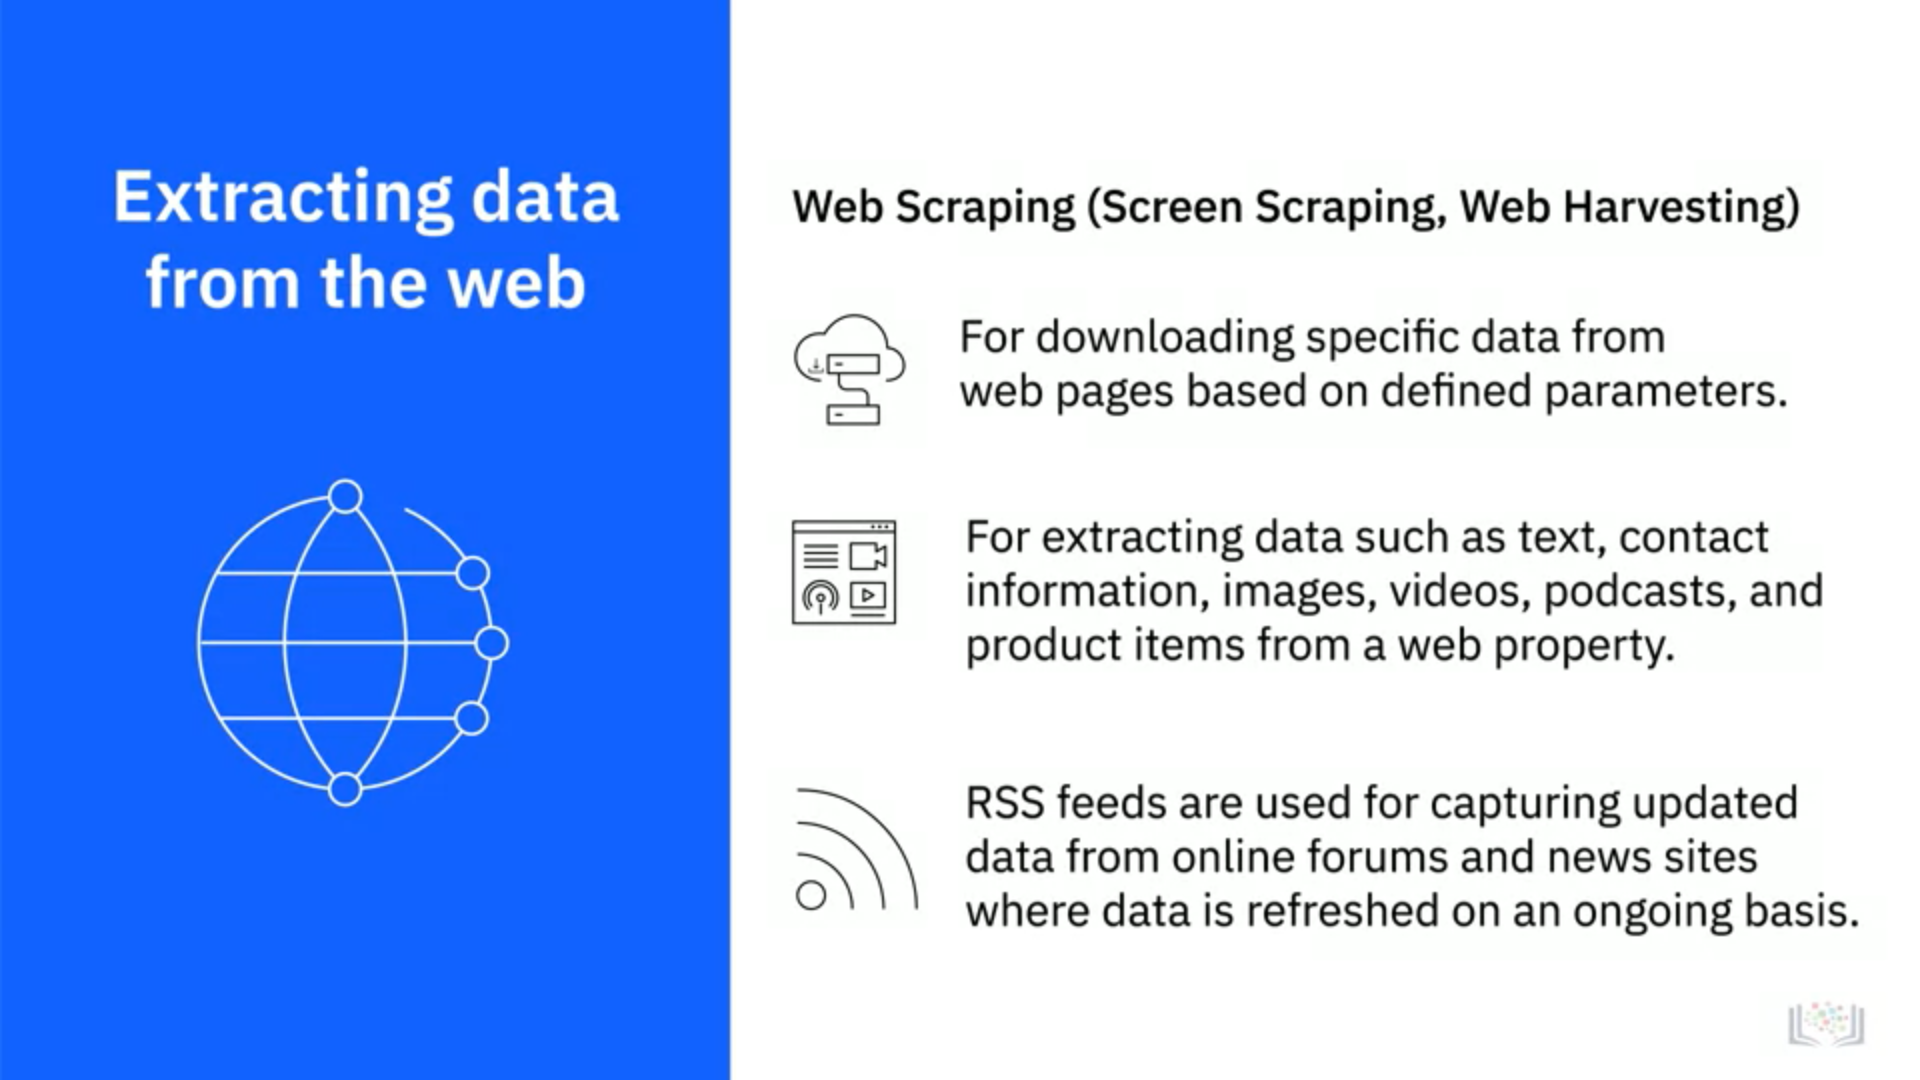 Extracting data
from the web
Web Scraping (Screen Scraping, Web Harvesting)
For downloading specific data from
web pages based on defined parameters.
For extracting data such as text, contact
information, images, videos, podcasts, and
product items from a web property.
RSS feeds are used for capturing updated
data from online forums and news sites
where data is refreshed on an ongoing basis.